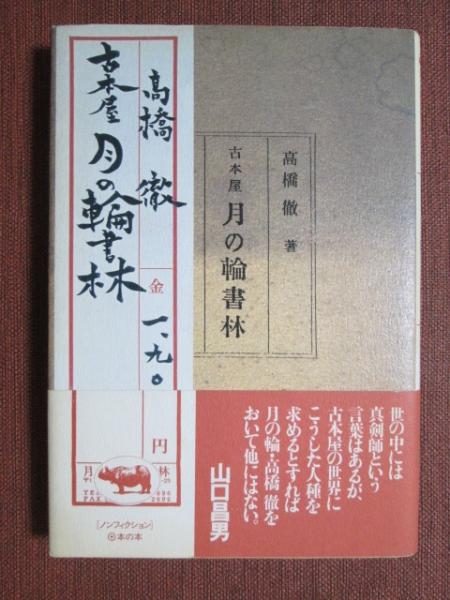 高橋徹著
古本屋
月の輪書林
高橋徹
古本屋
月の輪書林
金
一、九〇
円
月
林
世の中には
真剣師という
言葉はあるが、
古本屋の世界に
こうした人種を
求めるとすれば
月の輪・高橋徹を
おいて他にはない。
山口昌男
[ノンフィクション]
本の本